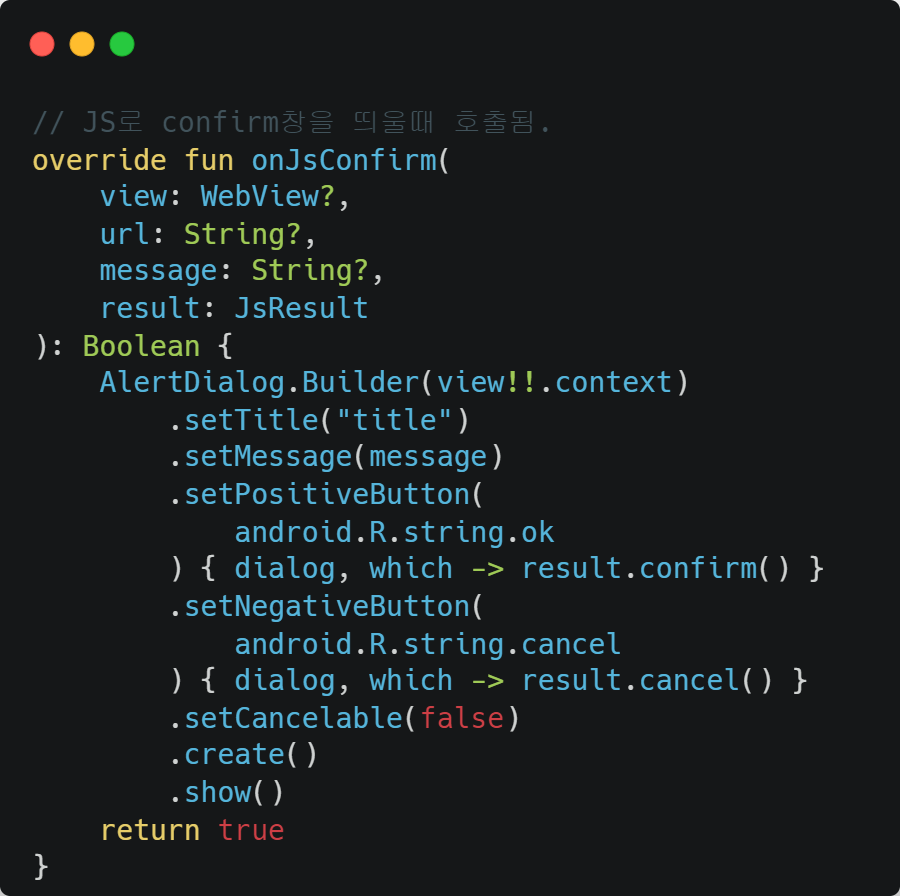 // JS로 confirm창을 띄울때 호출됨.
override fun onJsConfirm(
    view: WebView?,
    url: String?,
    message: String?,
    result: JsResult
): Boolean {
    AlertDialog.Builder(view!!.context)
        .setTitle("title")
        .setMessage(message)
        .setPositiveButton(
            android.R.string.ok
        ) { dialog, which -> result.confirm() }
        .setNegativeButton(
            android.R.string.cancel
        ) { dialog, which -> result.cancel() }
        .setCancelable(false)
        .create()
        .show()
    return true
}